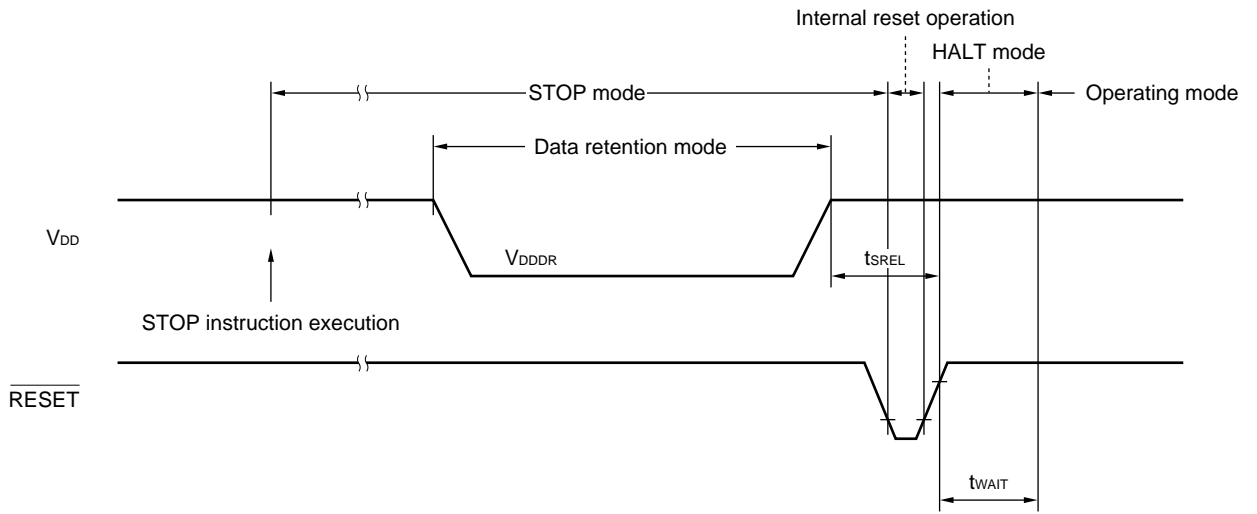 Internal reset operation
HALT mode
STOP mode
Operating mode
Data retention mode
VDD
VDDDR
tSREL
STOP instruction execution
RESET
tWAIT